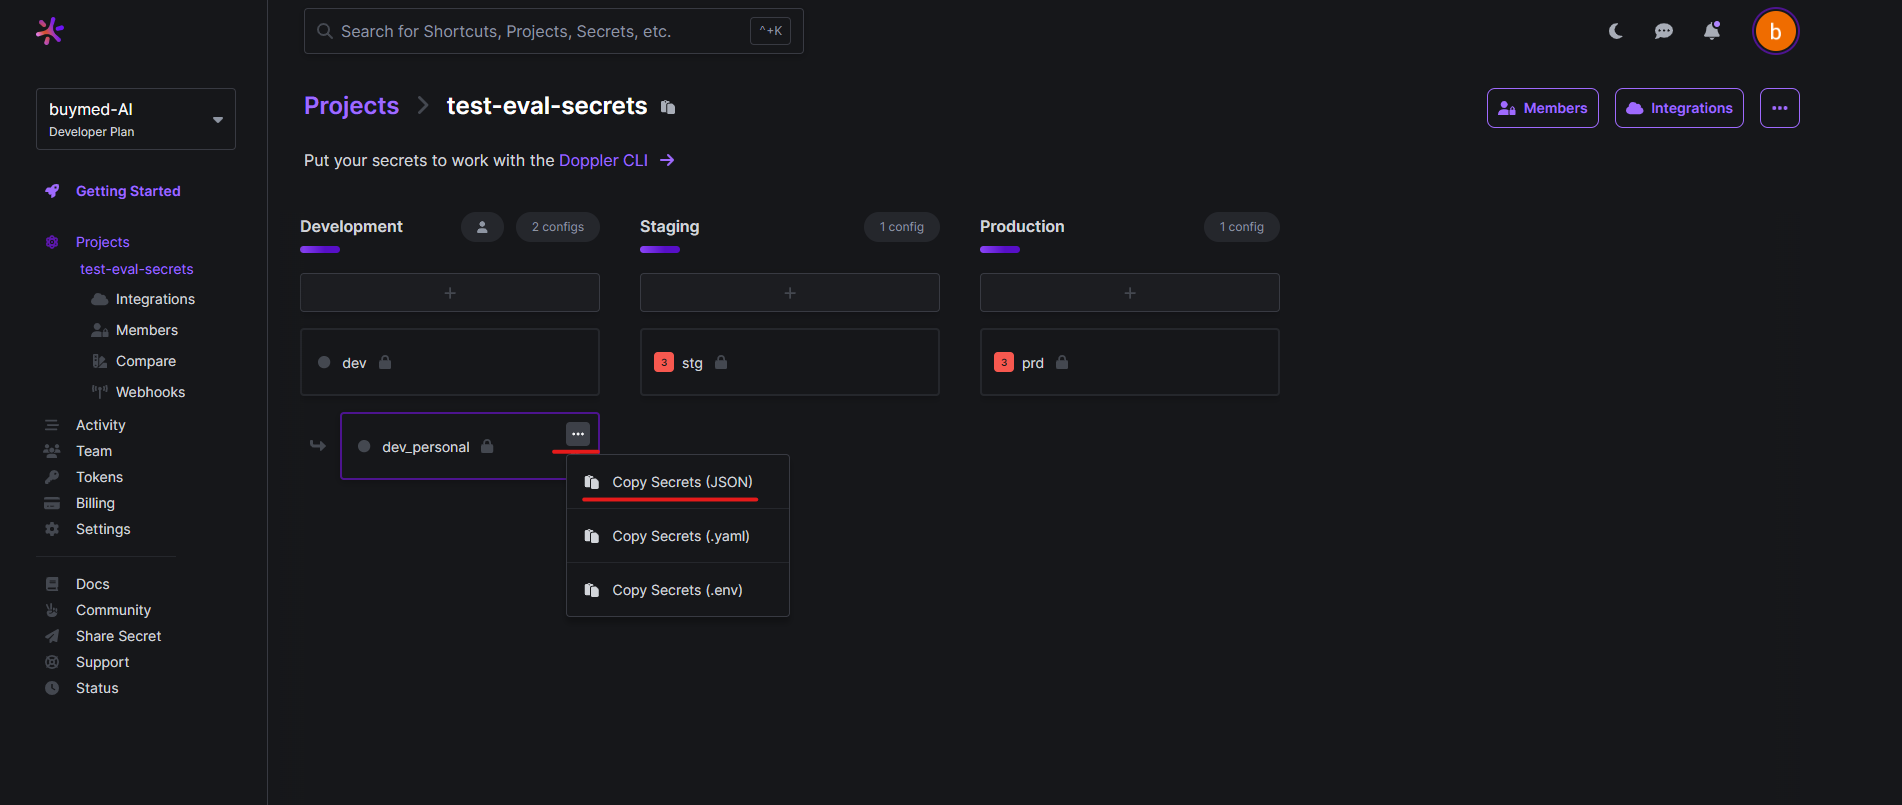 Search for Shortcuts, Projects, Secrets, etc.
^+K
b
buymed-AI
Developer Plan
Getting Started
Projects
test-eval-secrets
Integrations
Members
Compare
Webhooks
Activity
Team
Tokens
Billing
Settings
Docs
Community
Share Secret
Support
Status
Projects > test-eval-secrets
Members
Integrations
Put your secrets to work with the Doppler CLI →
Development
2 configs
Staging
1 config
Production
1 config
+
+
+
dev
3 stg
3 prd
dev_personal
Copy Secrets (JSON)
Copy Secrets (.yaml)
Copy Secrets (.env)